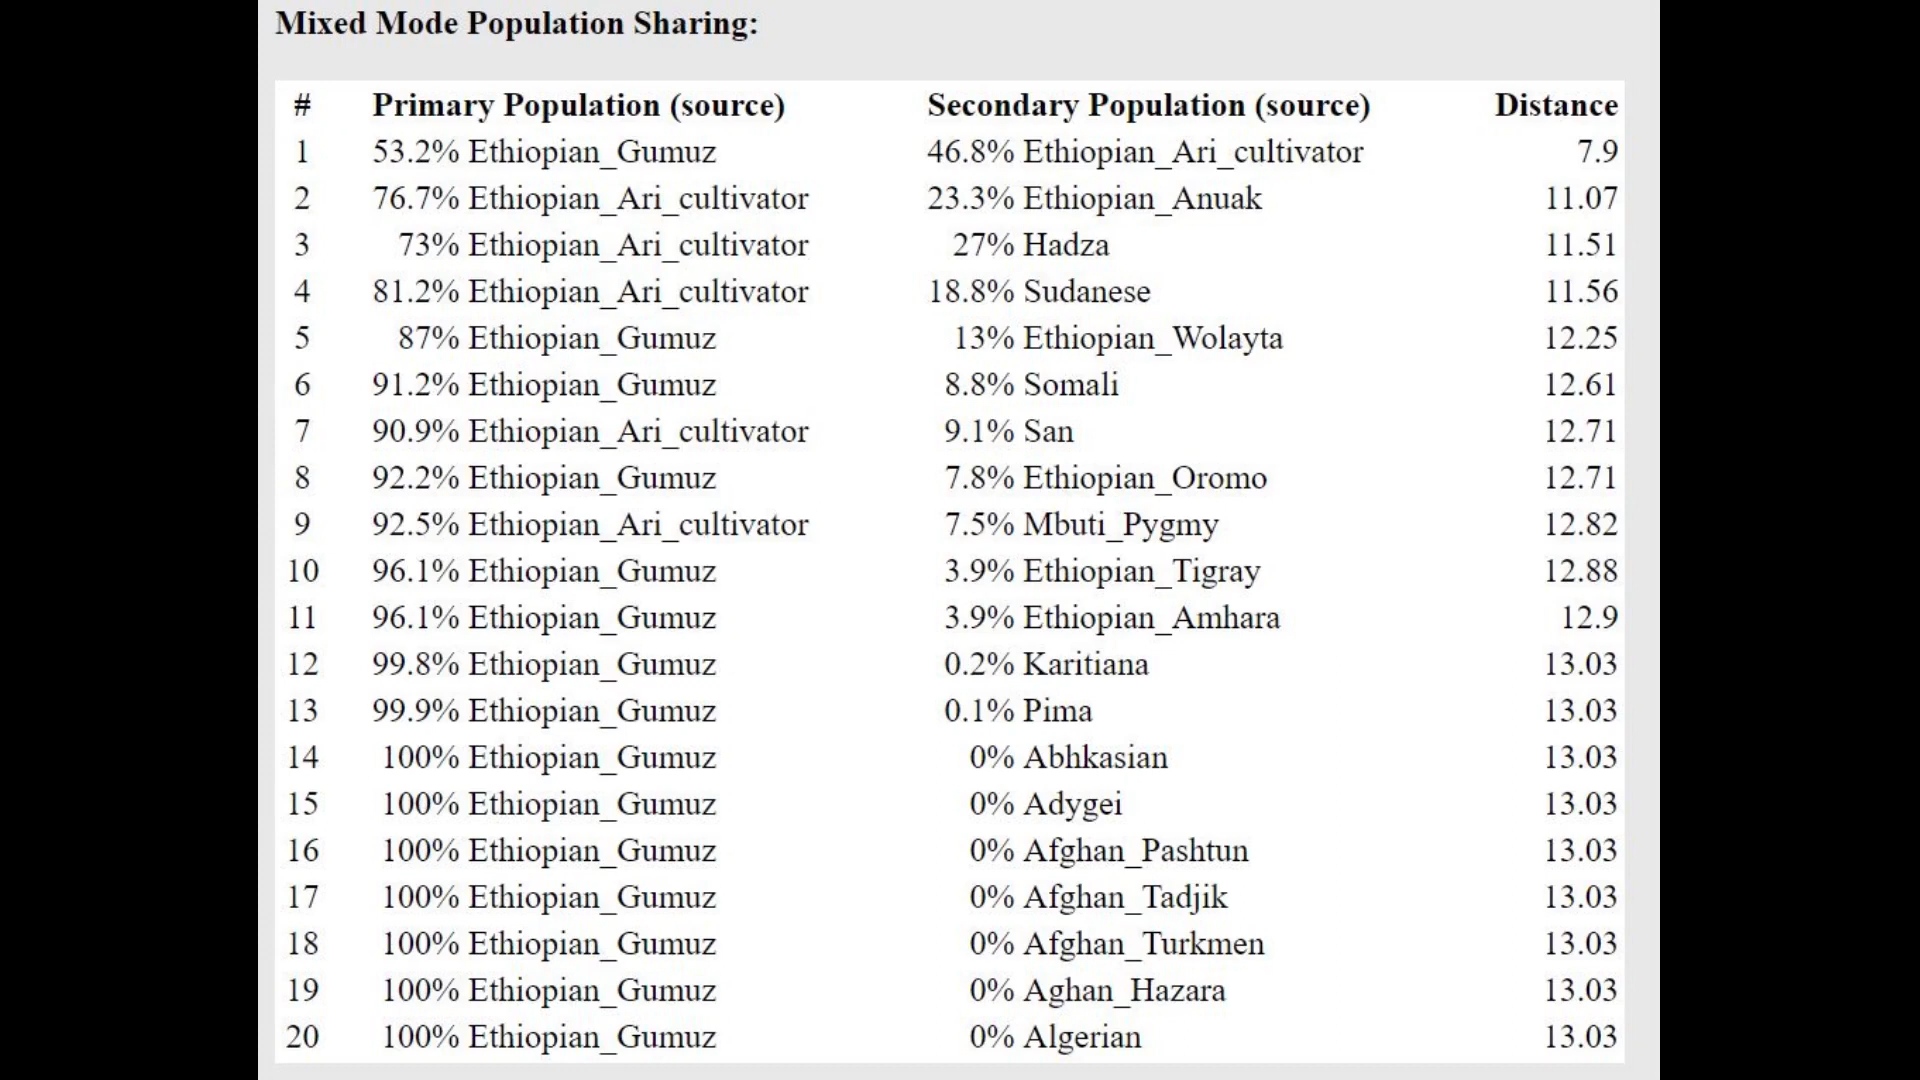 Mixed Mode Population Sharing:
# Primary Population (source) Secondary Population (source) Distance
1 53.2% Ethiopian_Gumuz 46.8% Ethiopian_Ari_cultivator 7.9
2 76.7% Ethiopian_Ari_cultivator 23.3% Ethiopian_Anuak 11.07
3 73% Ethiopian_Ari_cultivator 27% Hadza 11.51
4 81.2% Ethiopian_Ari_cultivator 18.8% Sudanese 11.56
5 87% Ethiopian_Gumuz 13% Ethiopian_Wolayta 12.25
6 91.2% Ethiopian_Gumuz 8.8% Somali 12.61
7 90.9% Ethiopian_Ari_cultivator 9.1% San 12.71
8 92.2% Ethiopian_Gumuz 7.8% Ethiopian_Oromo 12.71
9 92.5% Ethiopian_Ari_cultivator 7.5% Mbuti_Pygmy 12.82
10 96.1% Ethiopian_Gumuz 3.9% Ethiopian_Tigray 12.88
11 96.1% Ethiopian_Gumuz 3.9% Ethiopian_Amhara 12.9
12 99.8% Ethiopian_Gumuz 0.2% Karitiana 13.03
13 99.9% Ethiopian_Gumuz 0.1% Pima 13.03
14 100% Ethiopian_Gumuz 0% Abhkasian 13.03
15 100% Ethiopian_Gumuz 0% Adygei 13.03
16 100% Ethiopian_Gumuz 0% Afghan_Pashtun 13.03
17 100% Ethiopian_Gumuz 0% Afghan_Tadjik 13.03
18 100% Ethiopian_Gumuz 0% Afghan_Turkmen 13.03
19 100% Ethiopian_Gumuz 0% Aghan_Hazara 13.03
20 100% Ethiopian_Gumuz 0% Algerian 13.03